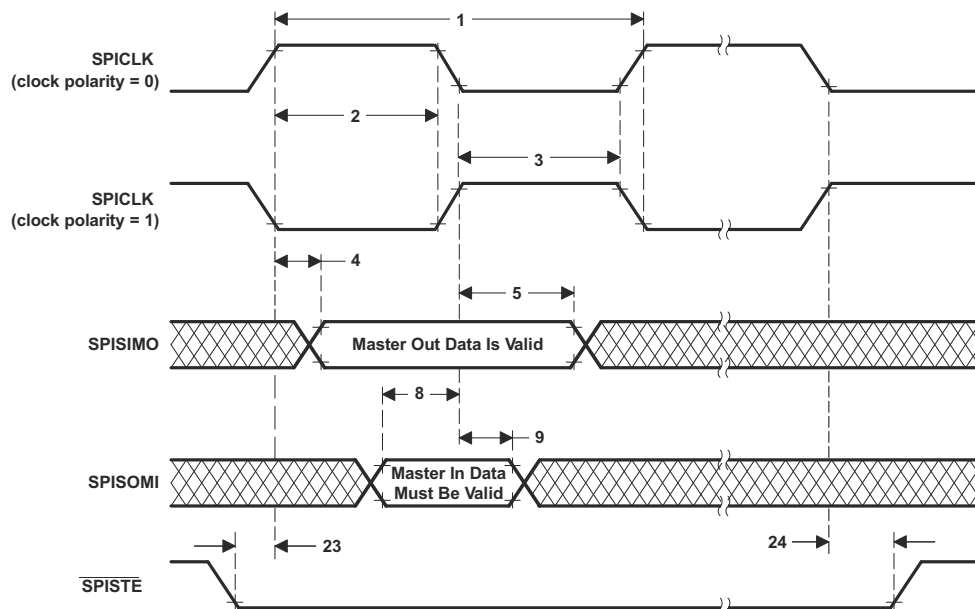 1
SPICLK
(clock polarity = 0)
2
3
SPICLK
(clock polarity = 1)
4
5
SPISIMO
Master Out Data Is Valid
8
9
SPISOMI
Master In Data
Must Be Valid
23
24
SPISTE